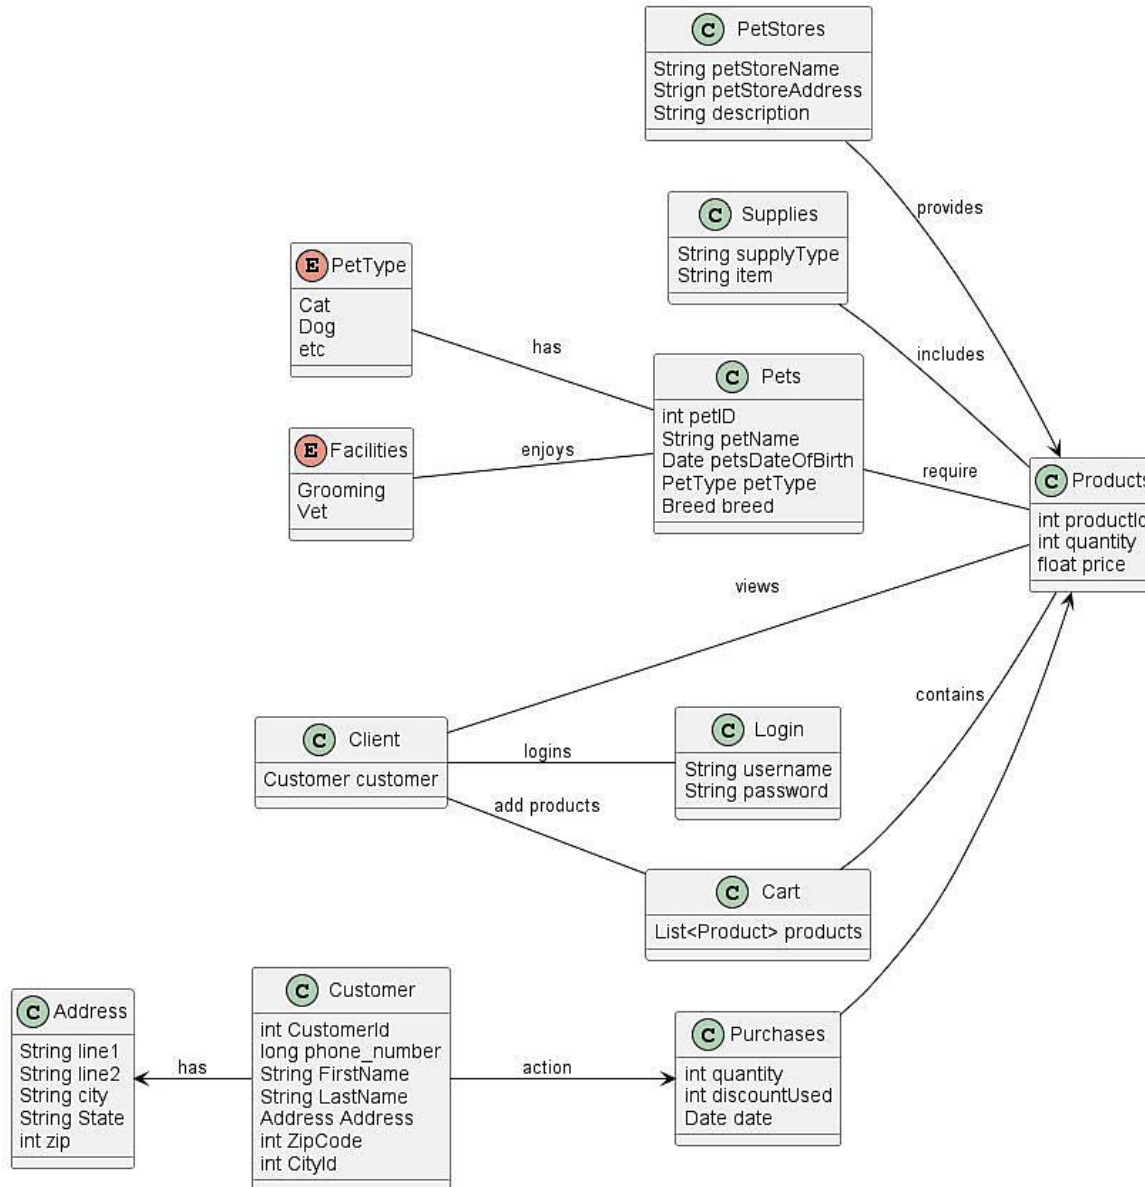 C PetStores
String petStoreName
Strign petStoreAddress
String description
provides
C Supplies
String supplyType
String item
includes
E PetType
Cat
Dog
etc
has
C Pets
int petID
String petName
Date petsDateOfBirth
PetType petType
Breed breed
E Facilities
Grooming
Vet
enjoys
require
C Products
int productId
int quantity
float price
views
C Client
Customer customer
logins
C Login
String username
String password
add products
contains
C Cart
List<Product> products
C Address
String line1
String line2
String city
String State
int zip
has
C Customer
int CustomerId
long phone_number
String FirstName
String LastName
Address Address
int ZipCode
int CityId
action
C Purchases
int quantity
int discountUsed
Date date